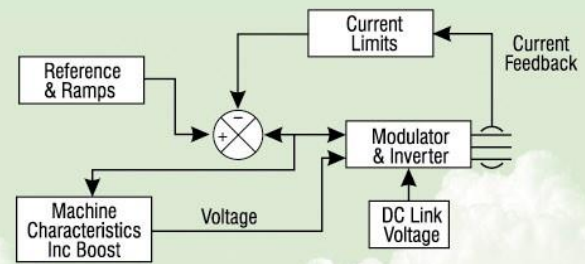 Current
Limits
Current
Feedback
Reference
& Ramps
−
+
Modulator
& Inverter
Machine
Characteristics
Inc Boost
Voltage
DC Link
Voltage